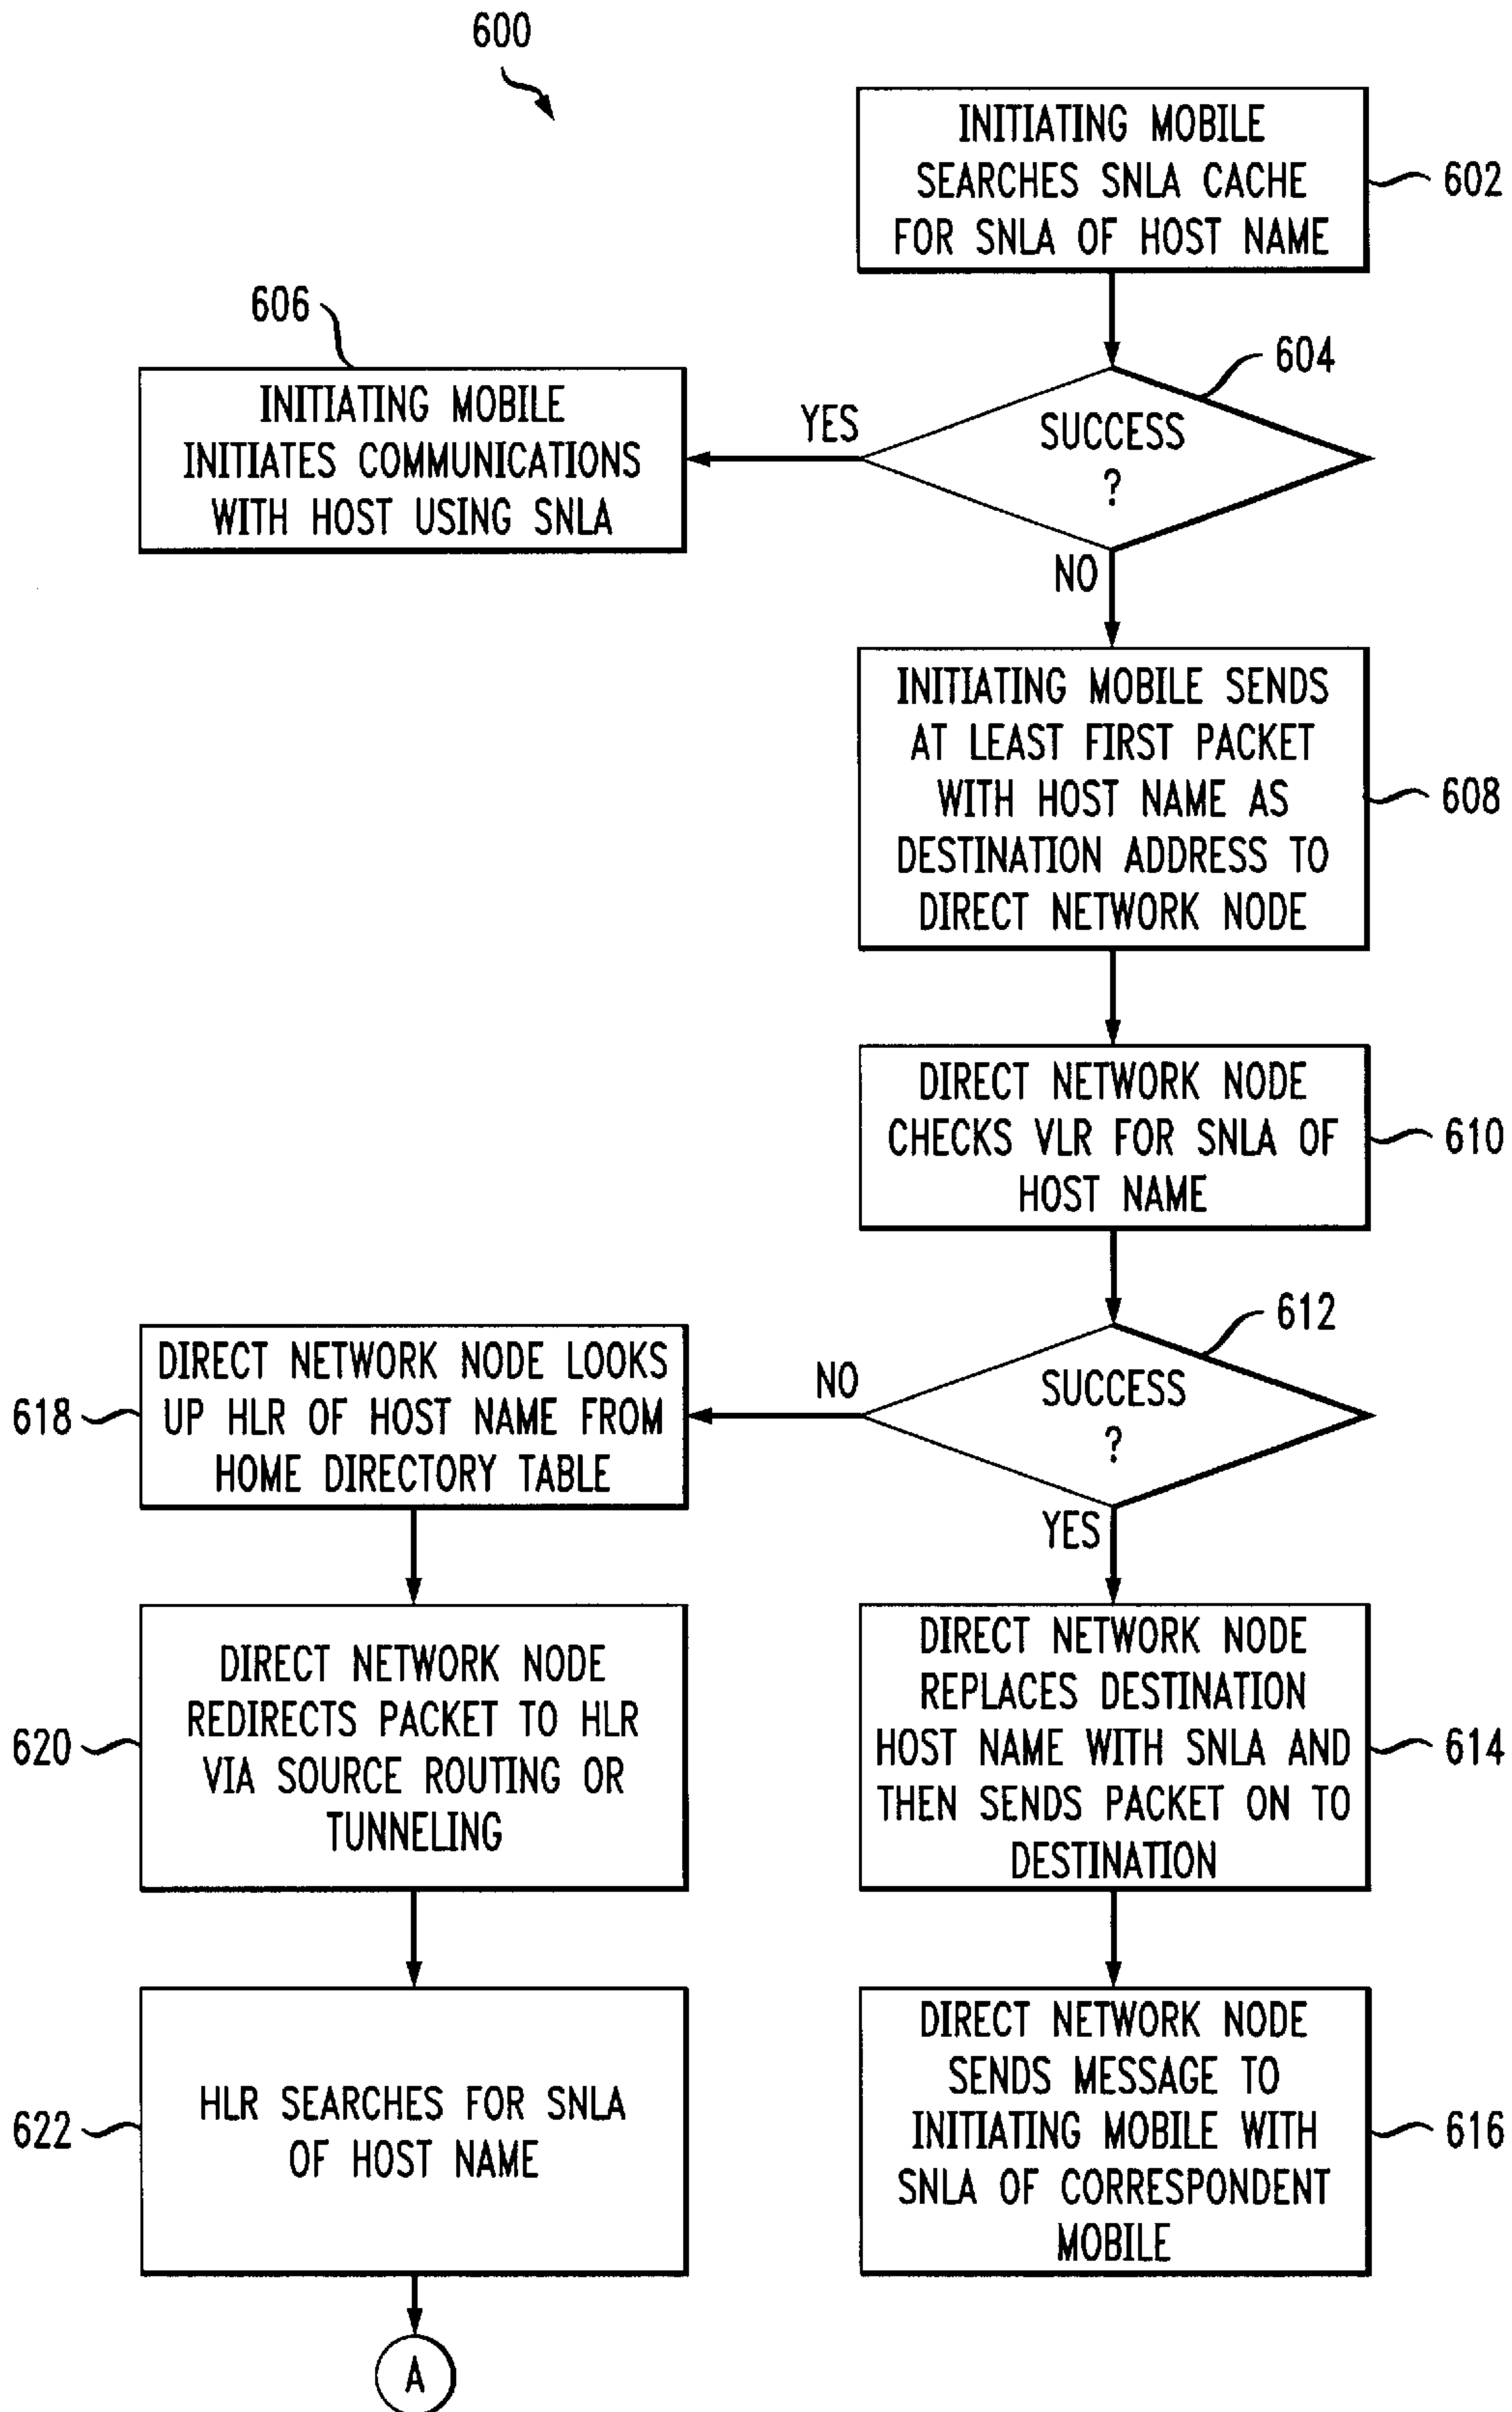 600
INITIATING MOBILE
SEARCHES SNLA CACHE
FOR SNLA OF HOST NAME
602
606
INITIATING MOBILE
INITIATES COMMUNICATIONS
WITH HOST USING SNLA
YES
SUCCESS
?
604
NO
INITIATING MOBILE SENDS
AT LEAST FIRST PACKET
WITH HOST NAME AS
DESTINATION ADDRESS TO
DIRECT NETWORK NODE
608
DIRECT NETWORK NODE
CHECKS VLR FOR SNLA OF
HOST NAME
610
SUCCESS
?
612
NO
YES
DIRECT NETWORK NODE LOOKS
UP HLR OF HOST NAME FROM
HOME DIRECTORY TABLE
618
DIRECT NETWORK NODE
REDIRECTS PACKET TO HLR
VIA SOURCE ROUTING OR
TUNNELING
620
DIRECT NETWORK NODE
REPLACES DESTINATION
HOST NAME WITH SNLA AND
THEN SENDS PACKET ON TO
DESTINATION
614
HLR SEARCHES FOR SNLA
OF HOST NAME
622
DIRECT NETWORK NODE
SENDS MESSAGE TO
INITIATING MOBILE WITH
SNLA OF CORRESPONDENT
MOBILE
616
A